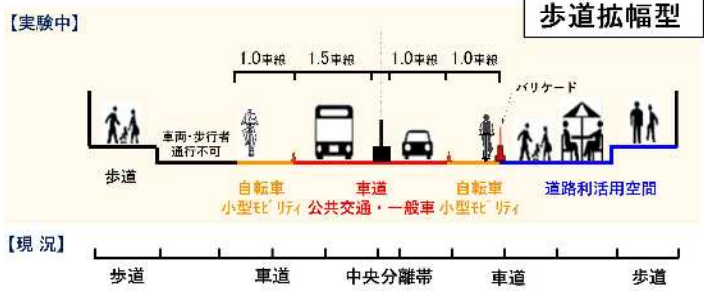 歩道拡幅型
【実験中】
1.0車線 1.5車線 1.0車線 1.0車線
バリケード
車両・歩行者
通行不可
歩道
自転車 車道 自転車 道路利活用空間
小型モビリティ 公共交通・一般車 小型モビリティ
【現 況】
歩道 車道 中央分離帯 車道 歩道